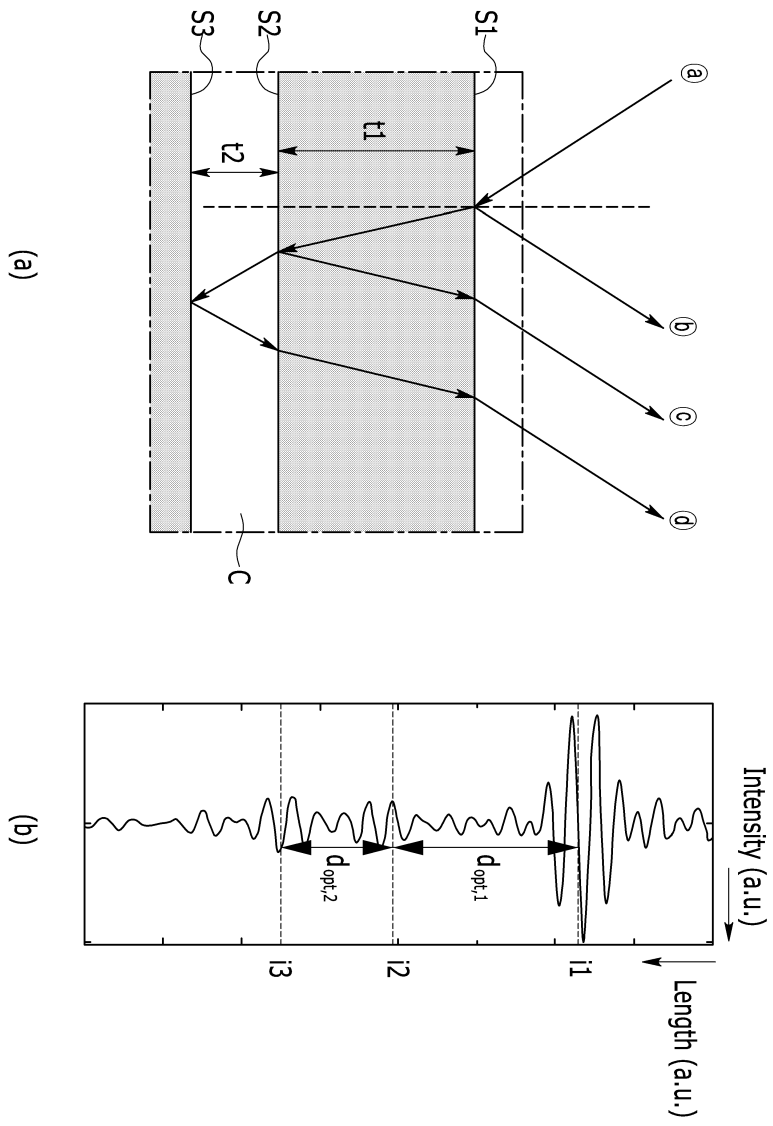 ⓐ
ⓑ
ⓒ
ⓓ
S1
S2
S3
t1
t2
C
(a)
Intensity (a.u.)
Length (a.u.)
i1
i2
i3
dopt,1
dopt,2
(b)